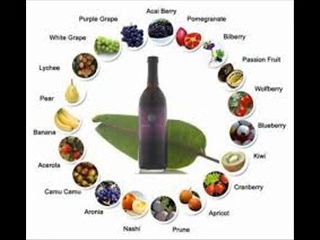 Acai Berry
Pomegranate
Bilberry
Passion Fruit
Wolfberry
Blueberry
Kiwi
Cranberry
Apricot
Prune
Nashi
Aronia
Camu Camu
Acerola
Banana
Pear
Lychee
White Grape
Purple Grape